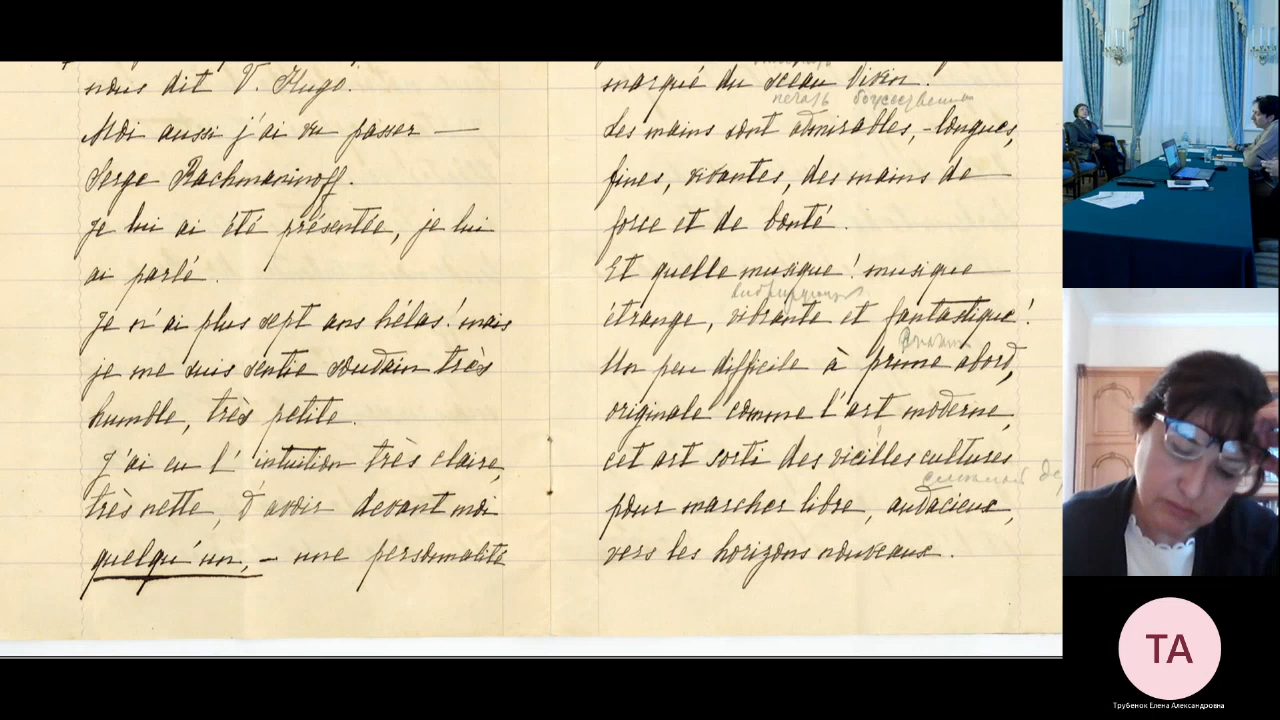 nous dit V. Hugo.
Moi aussi j'ai vu passer —
Serge Rachmaninoff.
Je lui ai été présentée, je lui
ai parlé.
Je n'ai plus sept ans hélas! mais
je me suis sentie soudain très
humble, très petite.
J'ai eu l'intuition très claire,
très nette, d'avoir devant moi
quelqu'un, – une personnalité
marqué du sceau divin.
печать божественна
Les mains sont admirables, - longues,
fines, vivantes, des mains de
force et de bonté.
Et quelle musique! musique
étrange, vibrante et fantastique!
Un peu difficile à prime abord,
originale comme l'art moderne,
cet art sorti des vieilles cultures
pour marcher libre, audacieux,
vers les horizons nouveaux.
TA
Трубенок Елена Александровна